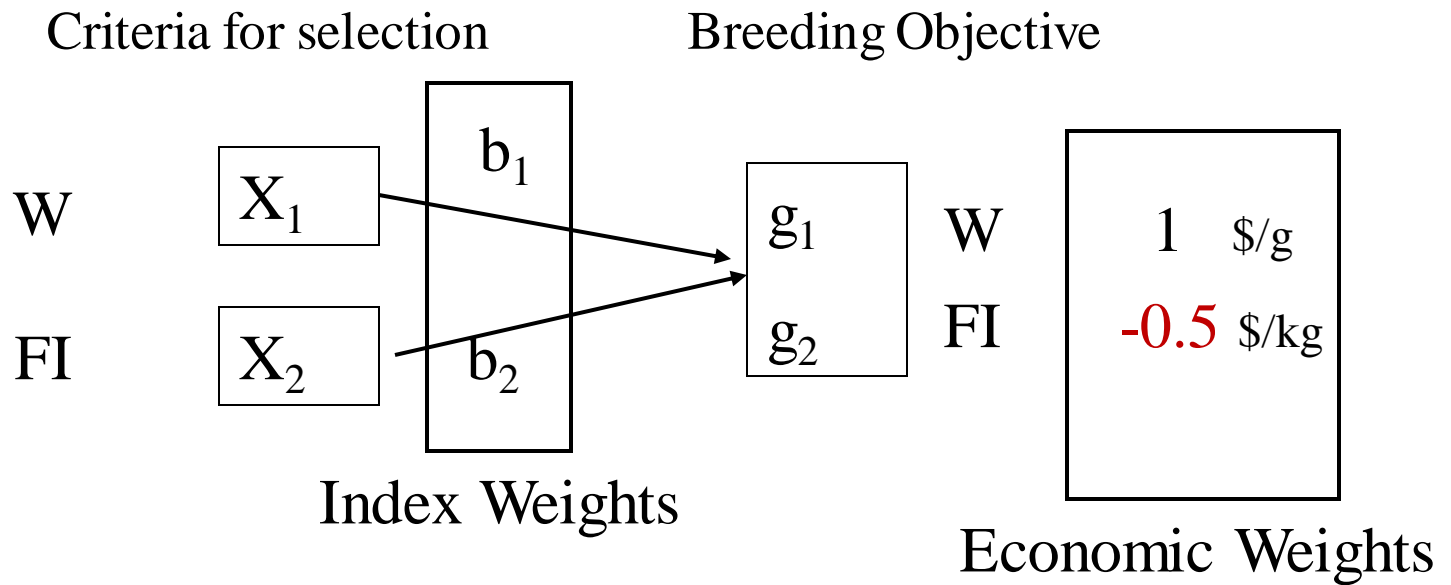 Criteria for selection
Breeding Objective
b₁
W
X₁
g₁
W
1 $/g
FI
X₂
b₂
g₂
FI
-0.5 $/kg
Index Weights
Economic Weights